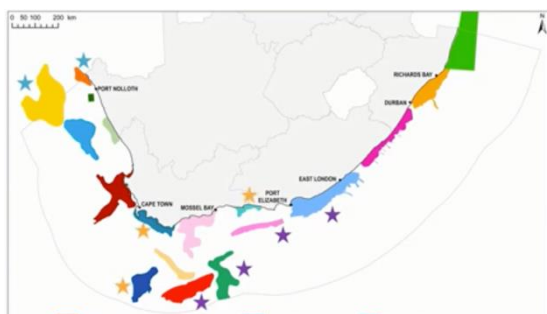 0 50 100 200 km
N
RICHARDS BAY
PORT NOLLOTH
DURBAN
EAST LONDON
PORT
ELIZABETH
CAPE TOWN
MOSSEL BAY